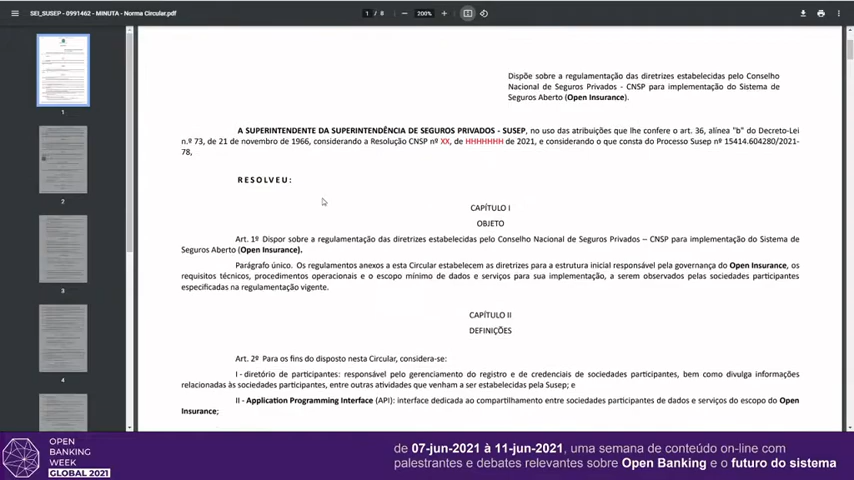 SEI_SUSEP - 0991462 - MINUTA - Norma Circular.pdf
1 / 8
200%
Dispõe sobre a regulamentação das diretrizes estabelecidas pelo Conselho
Nacional de Seguros Privados - CNSP para implementação do Sistema de
Seguros Aberto (Open Insurance).
A SUPERINTENDENTE DA SUPERINTENDÊNCIA DE SEGUROS PRIVADOS - SUSEP, no uso das atribuições que lhe confere o art. 36, alínea "b" do Decreto-Lei
n.º 73, de 21 de novembro de 1966, considerando a Resolução CNSP nº XX, de HHHHHHH de 2021, e considerando o que consta do Processo Susep nº 15414.604280/2021-
78,
R E S O L V E U :
CAPÍTULO I
OBJETO
Art. 1º Dispor sobre a regulamentação das diretrizes estabelecidas pelo Conselho Nacional de Seguros Privados – CNSP para implementação do Sistema de
Seguros Aberto (Open Insurance).
Parágrafo único. Os regulamentos anexos a esta Circular estabelecem as diretrizes para a estrutura inicial responsável pela governança do Open Insurance, os
requisitos técnicos, procedimentos operacionais e o escopo mínimo de dados e serviços para sua implementação, a serem observados pelas sociedades participantes
especificadas na regulamentação vigente.
CAPÍTULO II
DEFINIÇÕES
Art. 2º Para os fins do disposto nesta Circular, considera-se:
I - diretório de participantes: responsável pelo gerenciamento do registro e de credenciais de sociedades participantes, bem como divulga informações
relacionadas às sociedades participantes, entre outras atividades que venham a ser estabelecidas pela Susep; e
II - Application Programming Interface (API): interface dedicada ao compartilhamento entre sociedades participantes de dados e serviços do escopo do Open
Insurance;
1
2
3
4
OPEN
BANKING
WEEK
GLOBAL 2021
de 07-jun-2021 à 11-jun-2021, uma semana de conteúdo on-line com
palestrantes e debates relevantes sobre Open Banking e o futuro do sistema